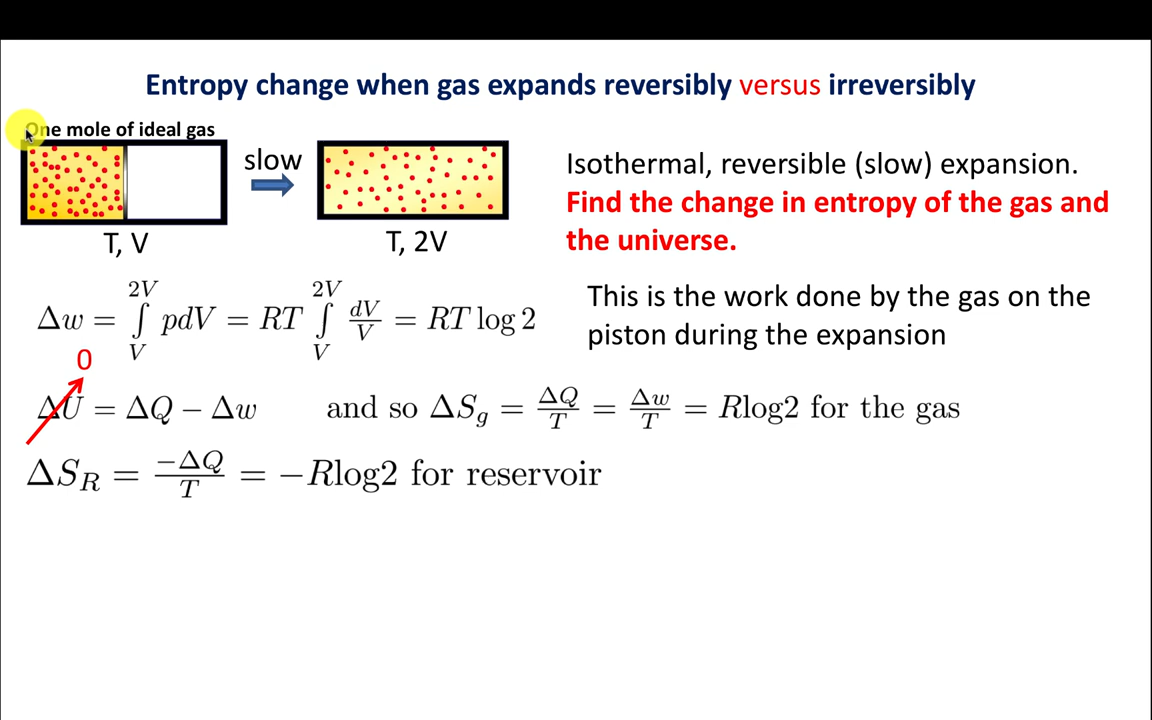 Entropy change when gas expands reversibly versus irreversibly
One mole of ideal gas
slow
T, V
T, 2V
Isothermal, reversible (slow) expansion.
Find the change in entropy of the gas and
the universe.
Δw = ∫_V^{2V} pdV = RT ∫_V^{2V} dV/V = RT log 2
This is the work done by the gas on the
piston during the expansion
0
ΔU = ΔQ − Δw and so ΔS_g = ΔQ/T = Δw/T = Rlog2 for the gas
ΔS_R = −ΔQ/T = −Rlog2 for reservoir